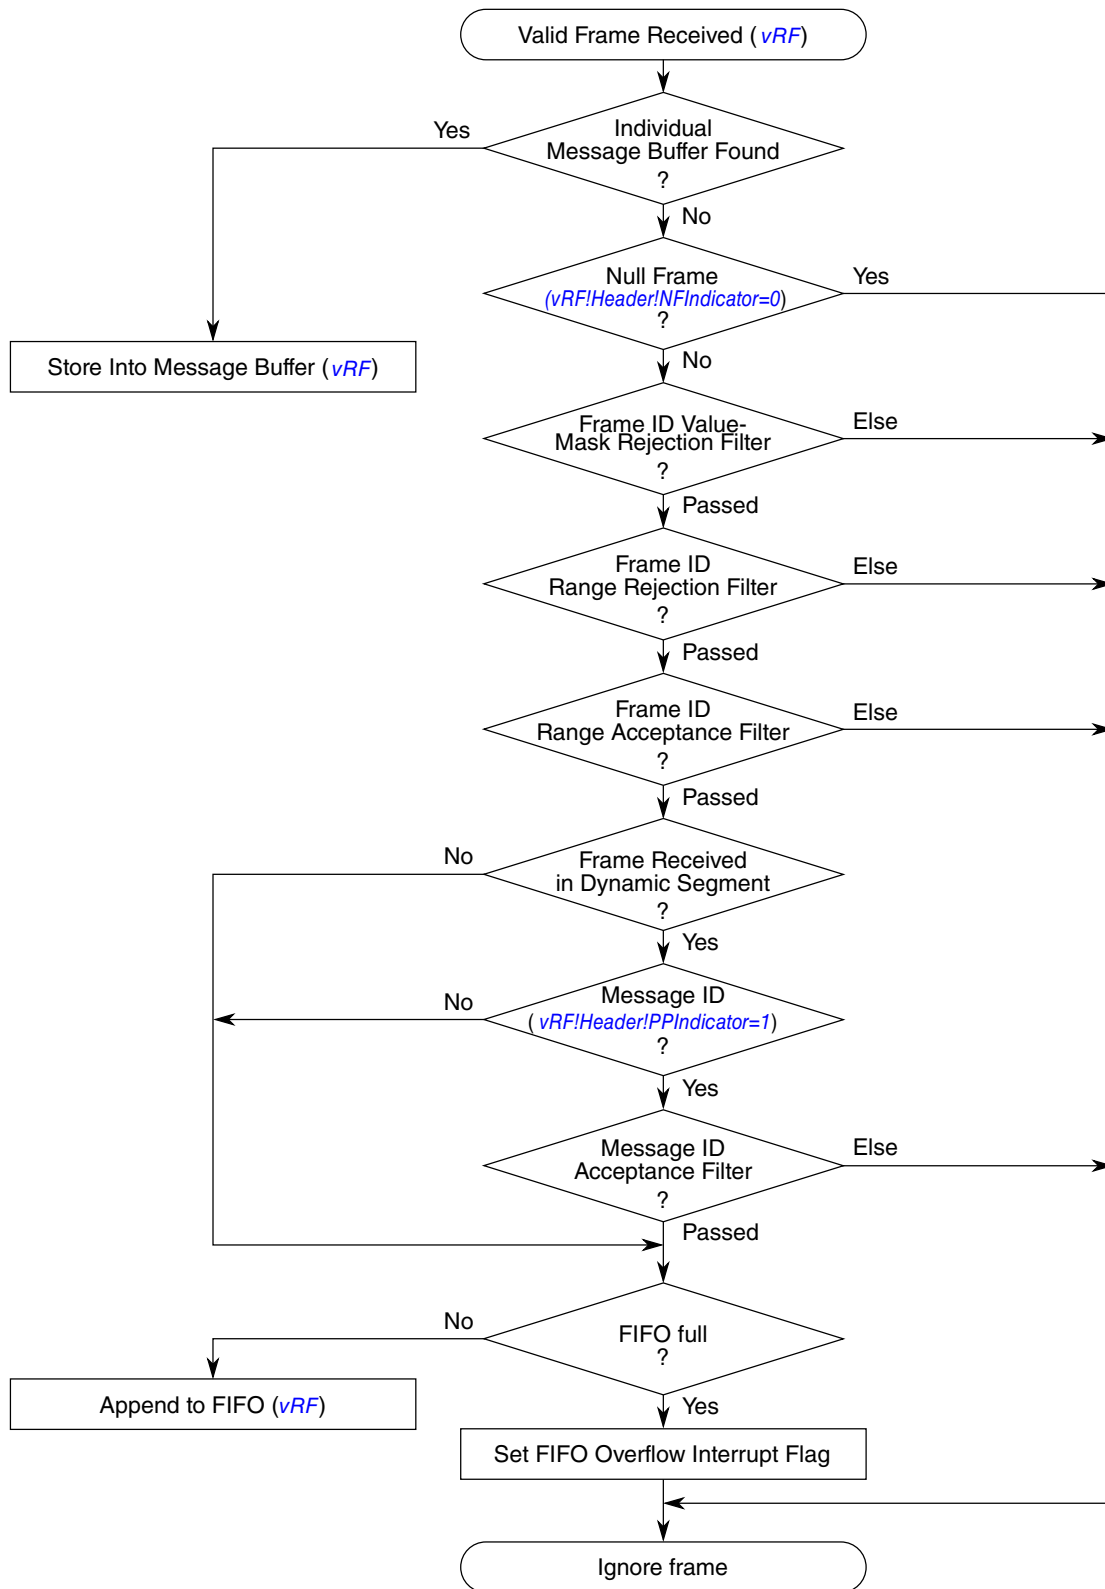 Valid Frame Received (vRF)
Individual
Message Buffer Found
?
Yes
No
Null Frame
(vRF!Header!NFIndicator=0)
?
Yes
Store Into Message Buffer (vRF)
No
Frame ID Value-
Mask Rejection Filter
?
Else
Passed
Frame ID
Range Rejection Filter
?
Else
Passed
Frame ID
Range Acceptance Filter
?
Else
Passed
No
Frame Received
in Dynamic Segment
?
Yes
No
Message ID
( vRF!Header!PPIndicator=1)
?
Yes
Message ID
Acceptance Filter
?
Else
Passed
No
FIFO full
?
Append to FIFO (vRF)
Yes
Set FIFO Overflow Interrupt Flag
Ignore frame